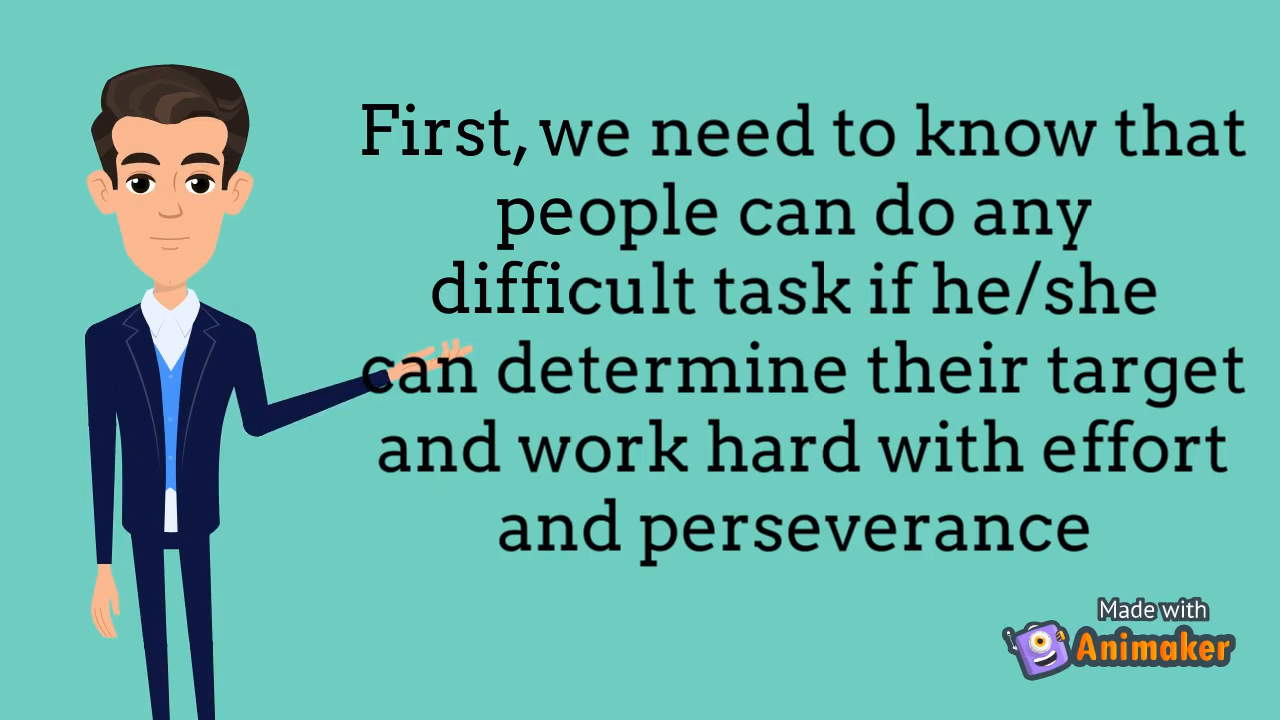 First, we need to know that
people can do any
difficult task if he/she
can determine their target
and work hard with effort
and perseverance
Made with
Animaker